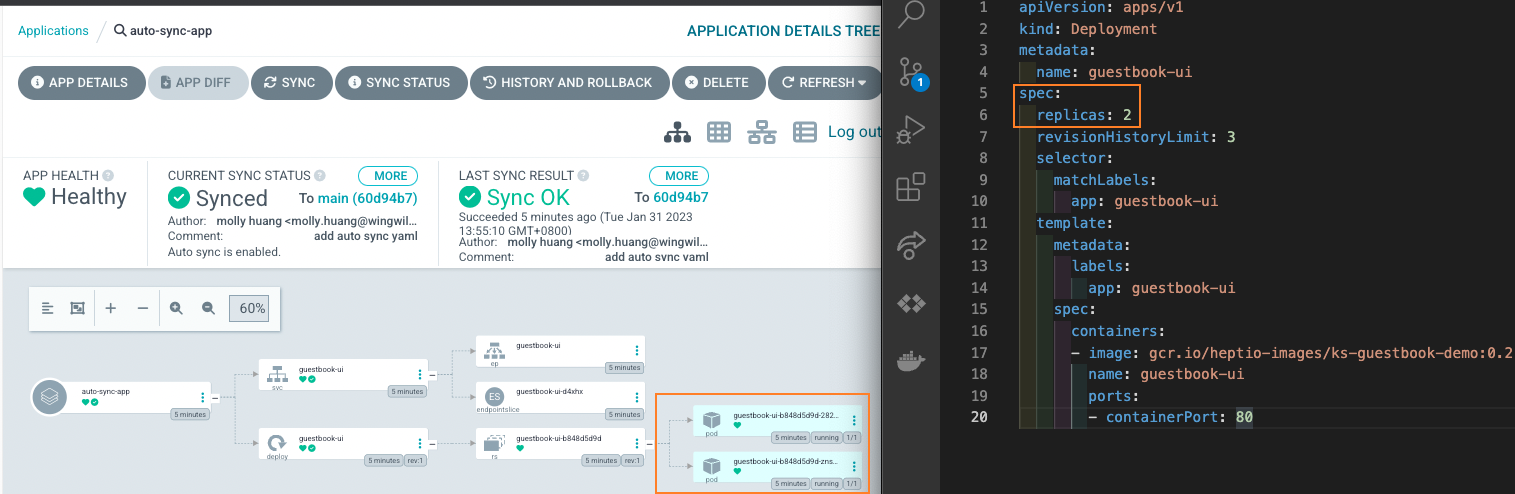 Applications / auto-sync-app
APPLICATION DETAILS TREE
APP DETAILS
APP DIFF
SYNC
SYNC STATUS
HISTORY AND ROLLBACK
DELETE
REFRESH
Log out
APP HEALTH
Healthy
CURRENT SYNC STATUS
MORE
Synced
To main (60d94b7)
Author: molly huang <molly.huang@wingwil...
Comment: add auto sync yaml
Auto sync is enabled.
LAST SYNC RESULT
MORE
Sync OK
To 60d94b7
Succeeded 5 minutes ago (Tue Jan 31 2023
13:55:10 GMT+0800)
Author: molly huang <molly.huang@wingwil...
Comment: add auto sync yaml
60%
auto-sync-app
5 minutes
svc
guestbook-ui
5 minutes
deploy
guestbook-ui
5 minutes rev:1
ep
guestbook-ui
5 minutes
ES
endpointslice
guestbook-ui-d4xhx
5 minutes
rs
guestbook-ui-b848d5d9d
5 minutes rev:1
pod
guestbook-ui-b848d5d9d-282...
5 minutes running 1/1
pod
guestbook-ui-b848d5d9d-zns...
5 minutes running 1/1
1
1 apiVersion: apps/v1
2 kind: Deployment
3 metadata:
4 name: guestbook-ui
5 spec:
6 replicas: 2
7 revisionHistoryLimit: 3
8 selector:
9 matchLabels:
10 app: guestbook-ui
11 template:
12 metadata:
13 labels:
14 app: guestbook-ui
15 spec:
16 containers:
17 - image: gcr.io/heptio-images/ks-guestbook-demo:0.2
18 name: guestbook-ui
19 ports:
20 - containerPort: 80